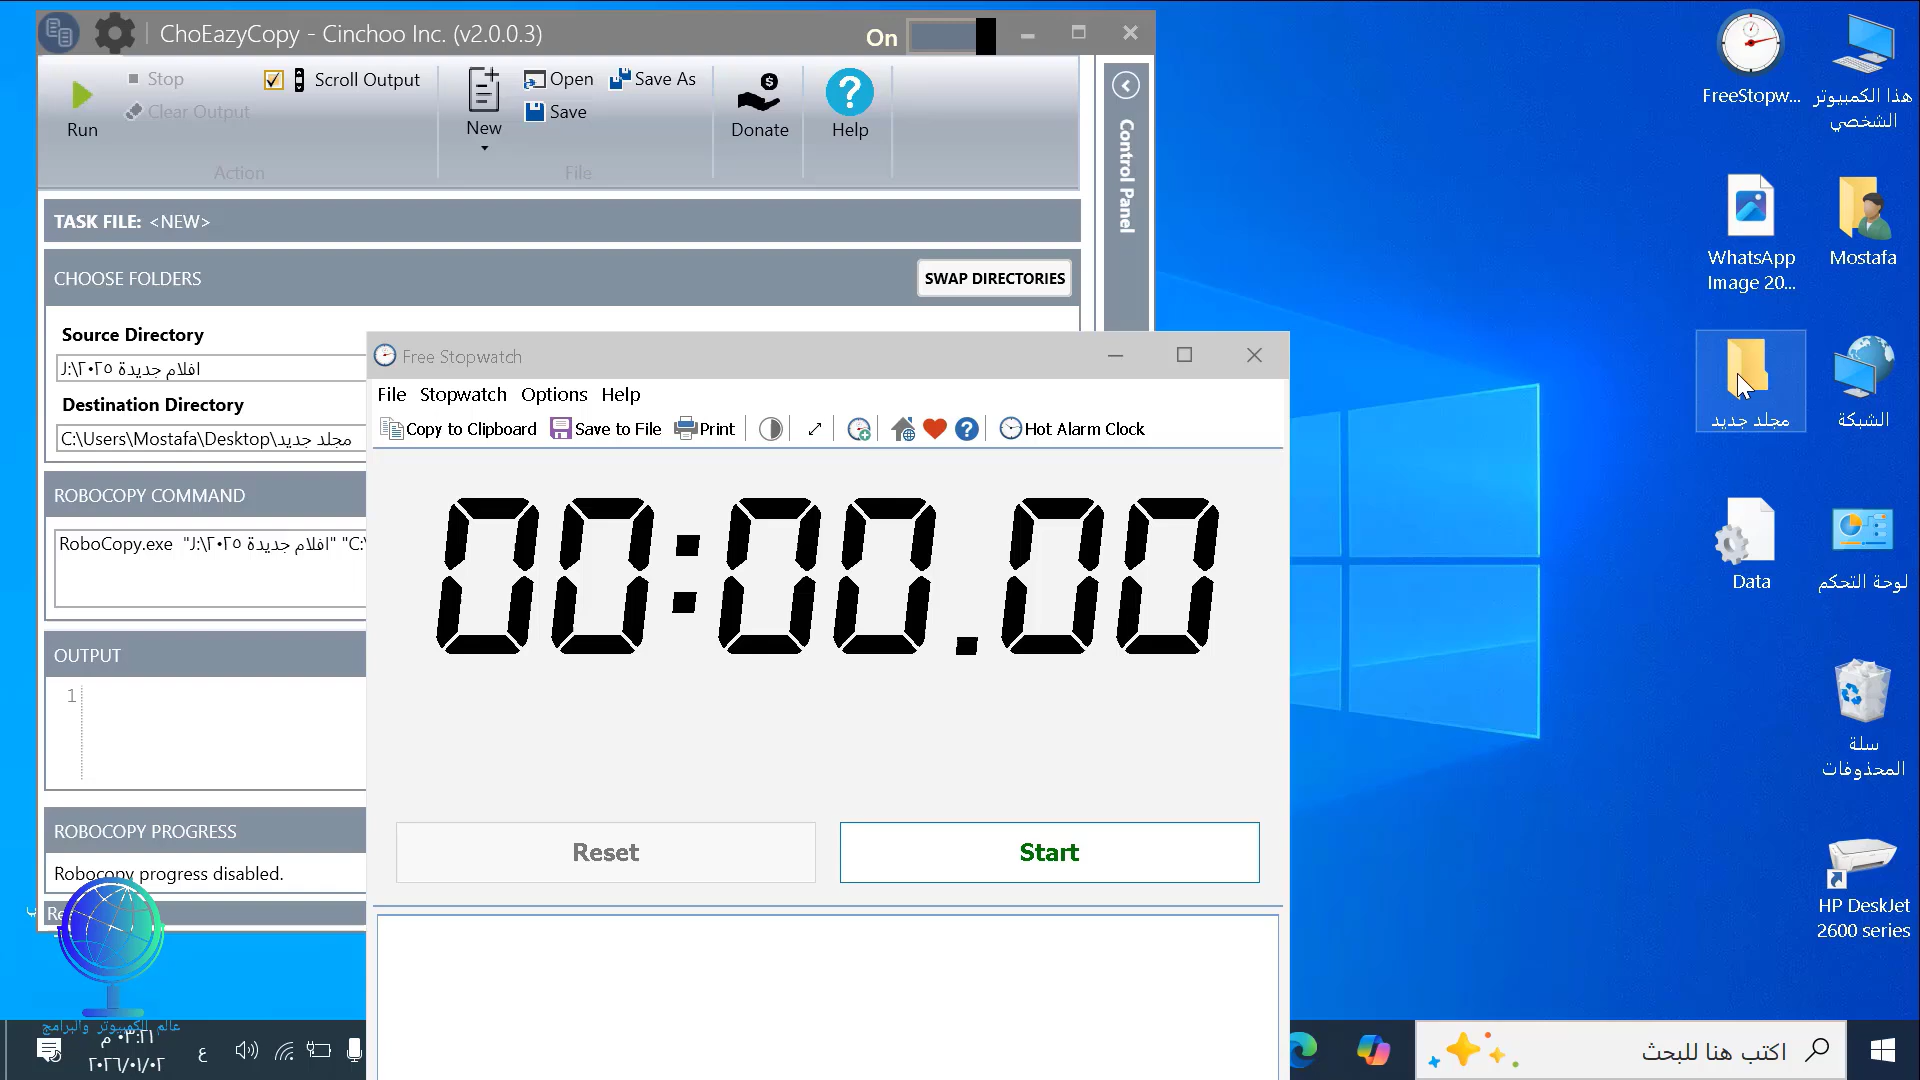 ChoEazyCopy - Cinchoo Inc. (v2.0.0.3)
On
Run
Stop
Clear Output
Scroll Output
Action
New
Open
Save As
Save
File
Donate
Help
Control Panel
TASK FILE: <NEW>
CHOOSE FOLDERS
SWAP DIRECTORIES
Source Directory
J:\افلام جديدة ٢٠٢٥
Destination Directory
C:\Users\Mostafa\Desktop\مجلد جديد
ROBOCOPY COMMAND
RoboCopy.exe "J:\افلام جديدة ٢٠٢٥" "C:\
OUTPUT
1
ROBOCOPY PROGRESS
Robocopy progress disabled.
Free Stopwatch
File Stopwatch Options Help
Copy to Clipboard
Save to File
Print
Hot Alarm Clock
00:00.00
Reset
Start
FreeStopw...
هذا الكمبيوتر
الشخصي
WhatsApp
Image 20...
Mostafa
مجلد جديد
الشبكة
Data
لوحة التحكم
سلة
المحذوفات
HP DeskJet
2600 series
عالم الكمبيوتر والبرامج
٠٣:٢١ م
٢٠٢٦/٠١/٠٢
ع
اكتب هنا للبحث